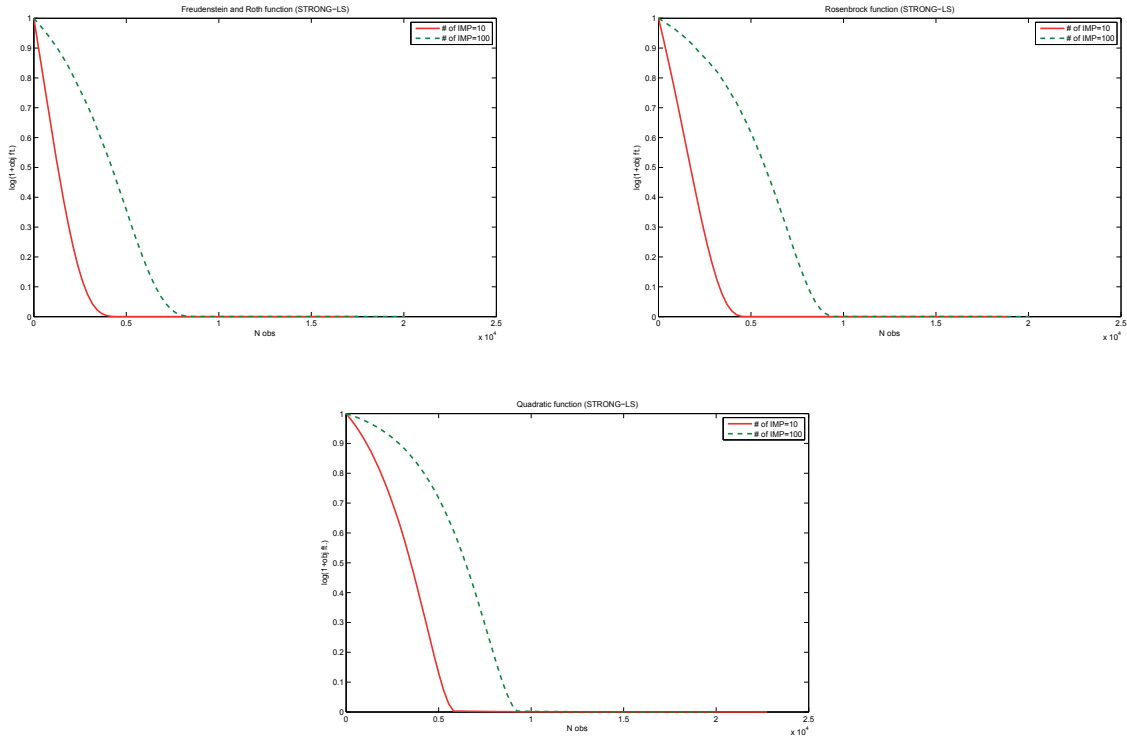 Freudenstein and Roth function (STRONG−LS)
1
0.9
0.8
0.7
0.6
0.5
0.4
0.3
0.2
0.1
0
log(1+obj ft.)
# of IMP=10
# of IMP=100
0 0.5 1 1.5 2 2.5
N obs
x 10^4
Rosenbrock function (STRONG−LS)
1
0.9
0.8
0.7
0.6
0.5
0.4
0.3
0.2
0.1
0
log(1+obj ft.)
# of IMP=10
# of IMP=100
0 0.5 1 1.5 2 2.5
N obs
x 10^4
Quadratic function (STRONG−LS)
1
0.9
0.8
0.7
0.6
0.5
0.4
0.3
0.2
0.1
0
log(1+obj ft.)
# of IMP=10
# of IMP=100
0 0.5 1 1.5 2 2.5
N obs
x 10^4